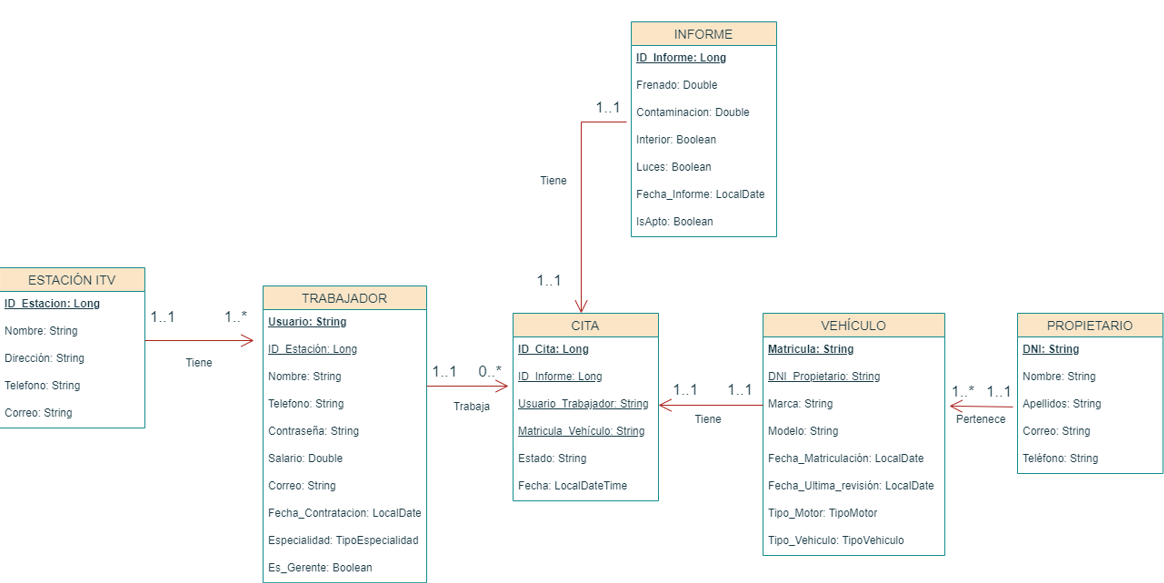 INFORME
ID_Informe: Long
Frenado: Double
Contaminacion: Double
Interior: Boolean
Luces: Boolean
Fecha_Informe: LocalDate
IsApto: Boolean
1..1
Tiene
1..1
ESTACIÓN ITV
ID_Estacion: Long
Nombre: String
Dirección: String
Telefono: String
Correo: String
1..1
1..*
Tiene
TRABAJADOR
Usuario: String
ID_Estación: Long
Nombre: String
Telefono: String
Contraseña: String
Salario: Double
Correo: String
Fecha_Contratacion: LocalDate
Especialidad: TipoEspecialidad
Es_Gerente: Boolean
1..1
0..*
Trabaja
CITA
ID_Cita: Long
ID_Informe: Long
Usuario_Trabajador: String
Matricula_Vehículo: String
Estado: String
Fecha: LocalDateTime
1..1
1..1
Tiene
VEHÍCULO
Matricula: String
DNI_Propietario: String
Marca: String
Modelo: String
Fecha_Matriculación: LocalDate
Fecha_Ultima_revisión: LocalDate
Tipo_Motor: TipoMotor
Tipo_Vehiculo: TipoVehiculo
1..*
1..1
Pertenece
PROPIETARIO
DNI: String
Nombre: String
Apellidos: String
Correo: String
Teléfono: String